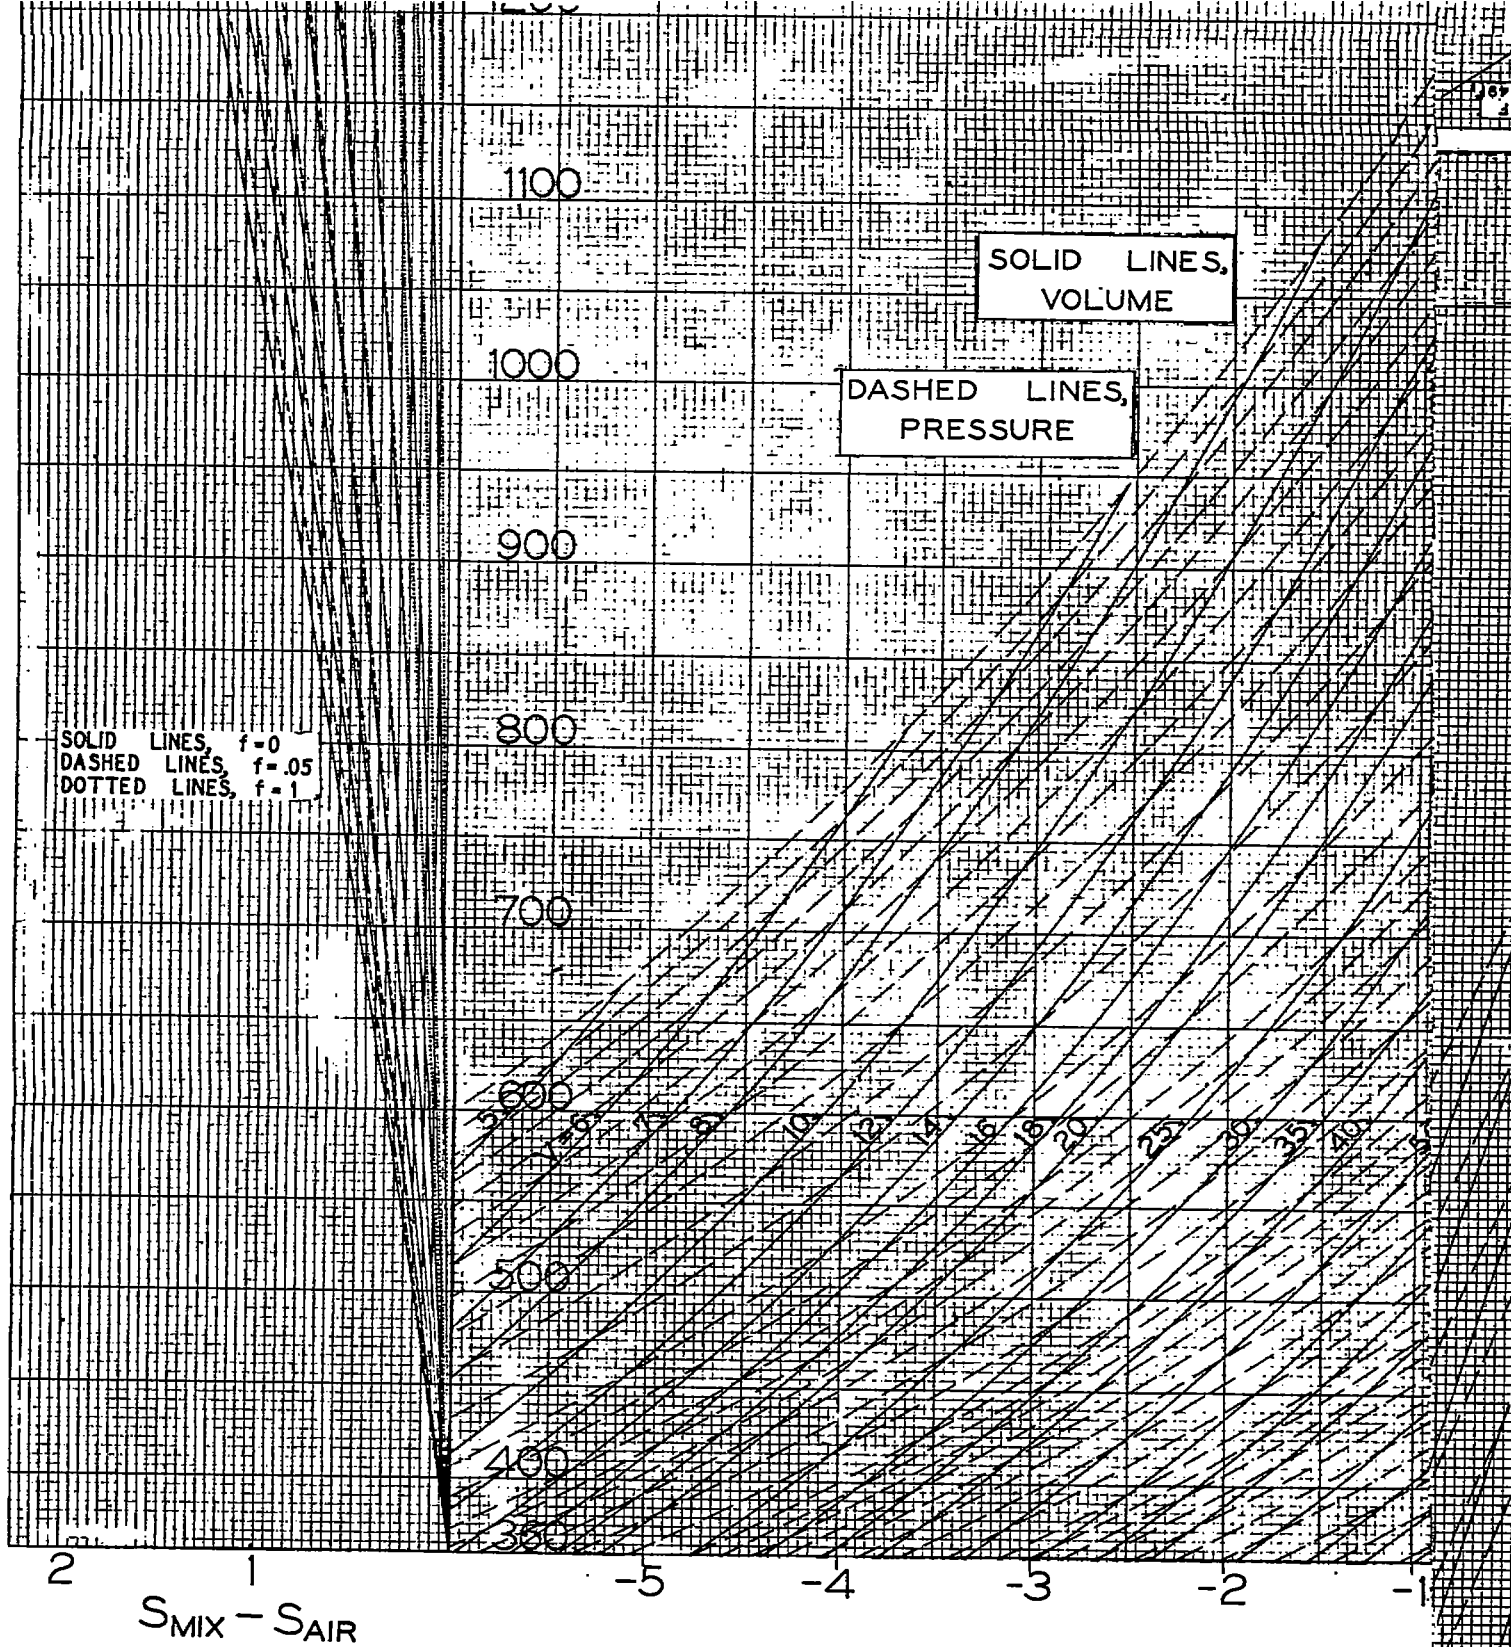 1100
SOLID LINES,
VOLUME
1000
DASHED LINES,
PRESSURE
900
800
SOLID LINES, f=0
DASHED LINES, f=.05
DOTTED LINES, f=1
700
600
V=6 7 8 10 12 14 16 18 20 25 30 35 40
500
400
350
2 1 -5 -4 -3 -2 -1
SMIX - SAIR